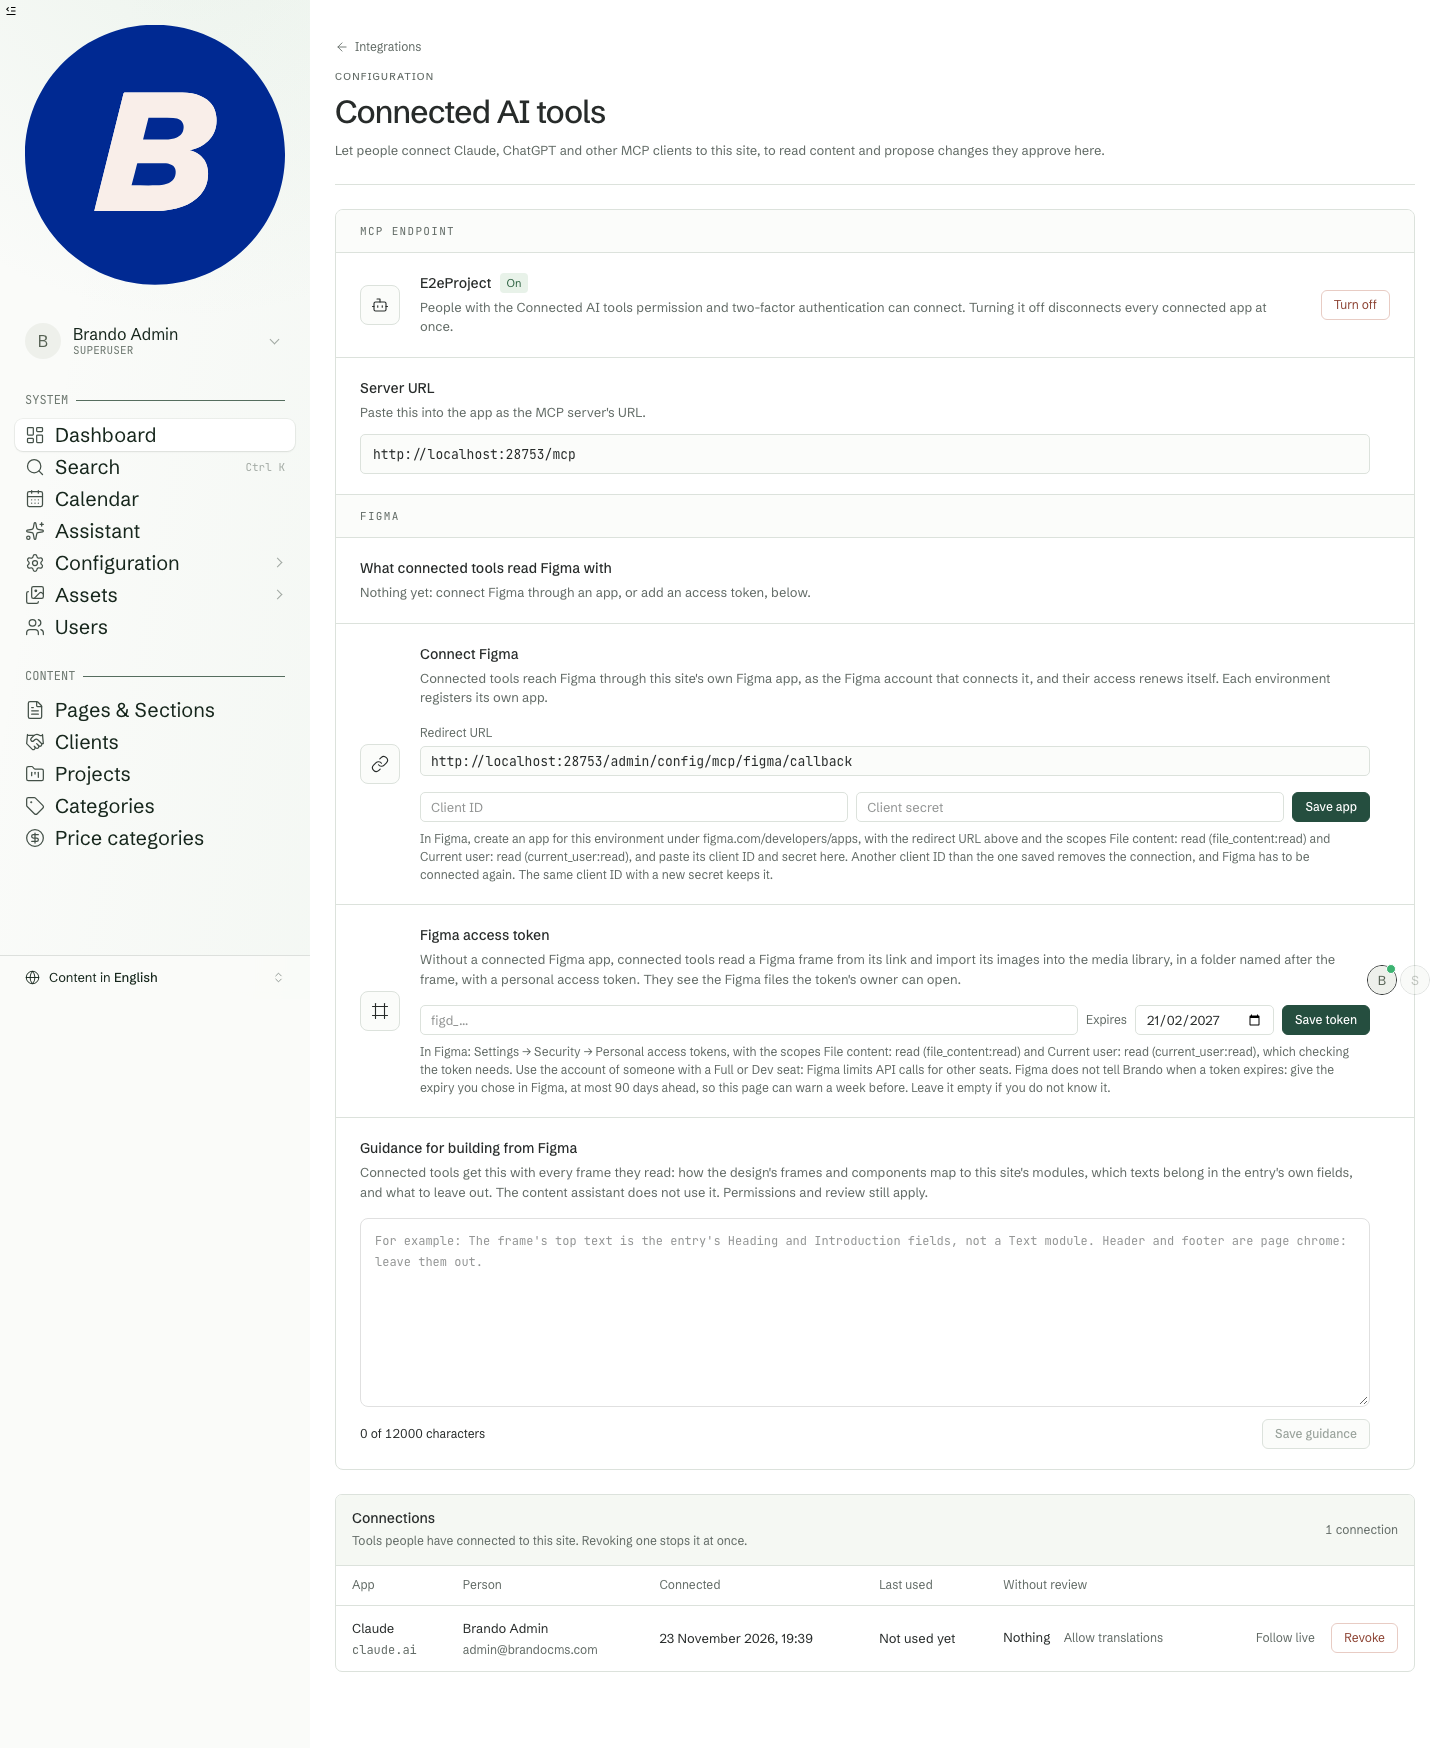 B
B
Brando Admin
SUPERUSER
SYSTEM
Dashboard
Search
Ctrl K
Calendar
Assistant
Configuration
Assets
Users
CONTENT
Pages & Sections
Clients
Projects
Categories
Price categories
Content in English
← Integrations
CONFIGURATION
Connected AI tools
Let people connect Claude, ChatGPT and other MCP clients to this site, to read content and propose changes they approve here.
MCP ENDPOINT
E2eProject
On
People with the Connected AI tools permission and two-factor authentication can connect. Turning it off disconnects every connected app at
once.
Turn off
Server URL
Paste this into the app as the MCP server's URL.
http://localhost:28753/mcp
FIGMA
What connected tools read Figma with
Nothing yet: connect Figma through an app, or add an access token, below.
Connect Figma
Connected tools reach Figma through this site's own Figma app, as the Figma account that connects it, and their access renews itself. Each environment
registers its own app.
Redirect URL
http://localhost:28753/admin/config/mcp/figma/callback
Client ID
Client secret
Save app
In Figma, create an app for this environment under figma.com/developers/apps, with the redirect URL above and the scopes File content: read (file_content:read) and
Current user: read (current_user:read), and paste its client ID and secret here. Another client ID than the one saved removes the connection, and Figma has to be
connected again. The same client ID with a new secret keeps it.
Figma access token
Without a connected Figma app, connected tools read a Figma frame from its link and import its images into the media library, in a folder named after the
frame, with a personal access token. They see the Figma files the token's owner can open.
B
S
figd_...
Expires
21/02/2027
Save token
In Figma: Settings → Security → Personal access tokens, with the scopes File content: read (file_content:read) and Current user: read (current_user:read), which checking
the token needs. Use the account of someone with a Full or Dev seat: Figma limits API calls for other seats. Figma does not tell Brando when a token expires: give the
expiry you chose in Figma, at most 90 days ahead, so this page can warn a week before. Leave it empty if you do not know it.
Guidance for building from Figma
Connected tools get this with every frame they read: how the design's frames and components map to this site's modules, which texts belong in the entry's own fields,
and what to leave out. The content assistant does not use it. Permissions and review still apply.
For example: The frame's top text is the entry's Heading and Introduction fields, not a Text module. Header and footer are page chrome:
leave them out.
0 of 12000 characters
Save guidance
Connections
Tools people have connected to this site. Revoking one stops it at once.
1 connection
App
Person
Connected
Last used
Without review
Claude
claude.ai
Brando Admin
admin@brandocms.com
23 November 2026, 19:39
Not used yet
Nothing
Allow translations
Follow live
Revoke